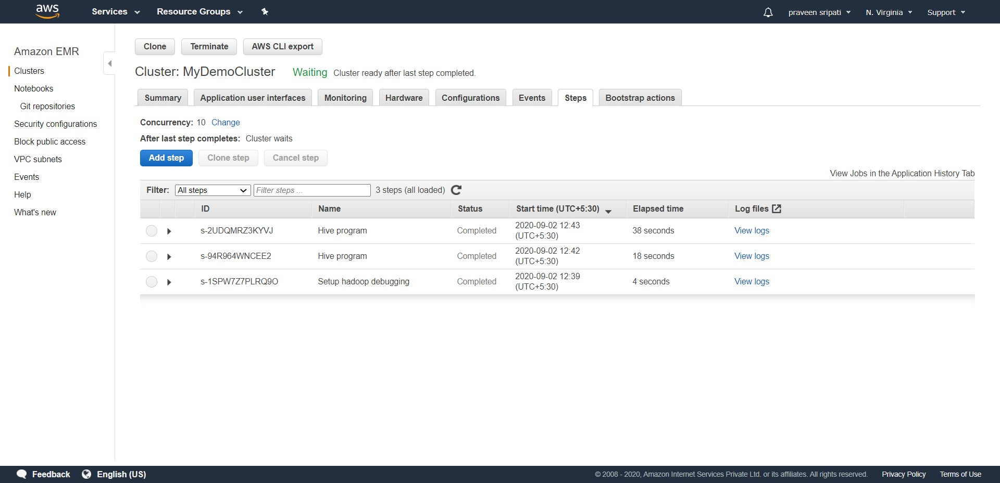 aws Services Resource Groups praveen sripati N. Virginia Support
Amazon EMR
Clusters
Notebooks
Git repositories
Security configurations
Block public access
VPC subnets
Events
Help
What's new
Clone Terminate AWS CLI export
Cluster: MyDemoCluster Waiting Cluster ready after last step completed.
Summary Application user interfaces Monitoring Hardware Configurations Events Steps Bootstrap actions
Concurrency: 10 Change
After last step completes: Cluster waits
Add step Clone step Cancel step
View Jobs in the Application History Tab
Filter: All steps Filter steps ... 3 steps (all loaded)
ID Name Status Start time (UTC+5:30) Elapsed time Log files
s-2UDQMRZ3KYVJ Hive program Completed 2020-09-02 12:43 (UTC+5:30) 38 seconds View logs
s-94R964WNCEE2 Hive program Completed 2020-09-02 12:42 (UTC+5:30) 18 seconds View logs
s-1SPW7Z7PLRQ9O Setup hadoop debugging Completed 2020-09-02 12:39 (UTC+5:30) 4 seconds View logs
Feedback English (US) © 2008 - 2020, Amazon Internet Services Private Ltd. or its affiliates. All rights reserved. Privacy Policy Terms of Use